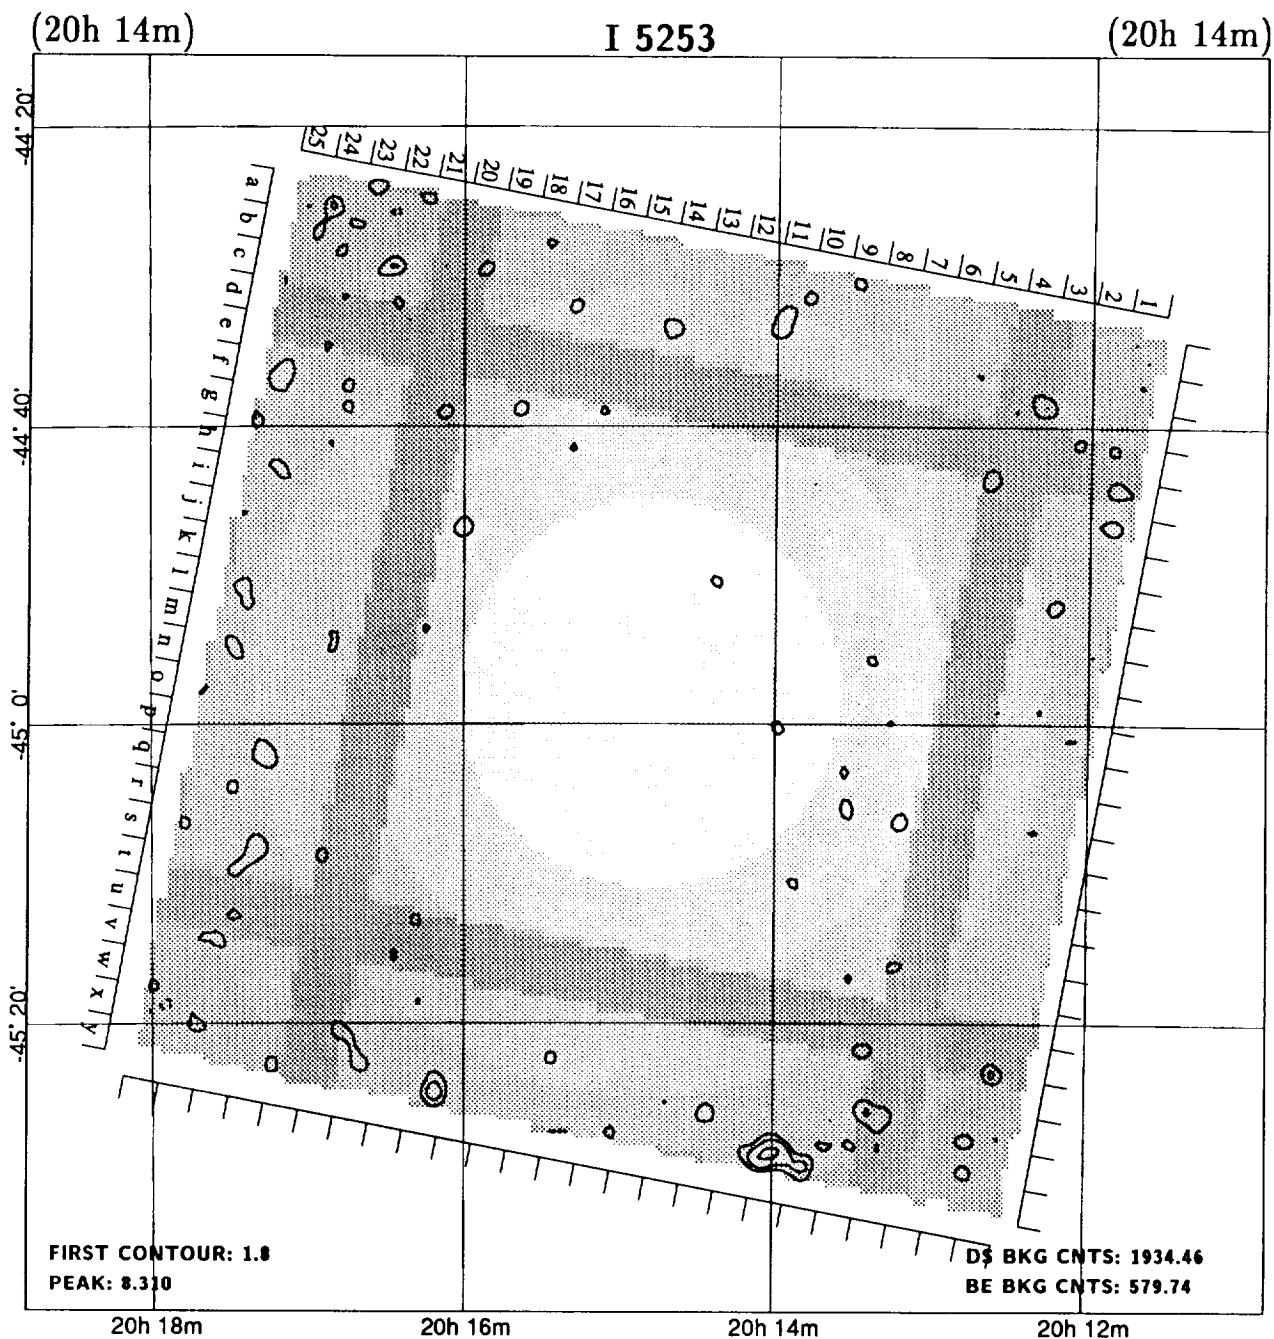 (20h 14m) I 5253 (20h 14m)
-44° 20'
25 24 23 22 21 20 19 18 17 16 15 14 13 12 11 10 9 8 7 6 5 4 3 2 1
a b c d e f g h i j k l m n o p q r s t u v w x y
-44° 40'
-45° 0'
-45° 20'
FIRST CONTOUR: 1.8 DS BKG CNTS: 1934.46
PEAK: 8.310 BE BKG CNTS: 579.74
20h 18m 20h 16m 20h 14m 20h 12m